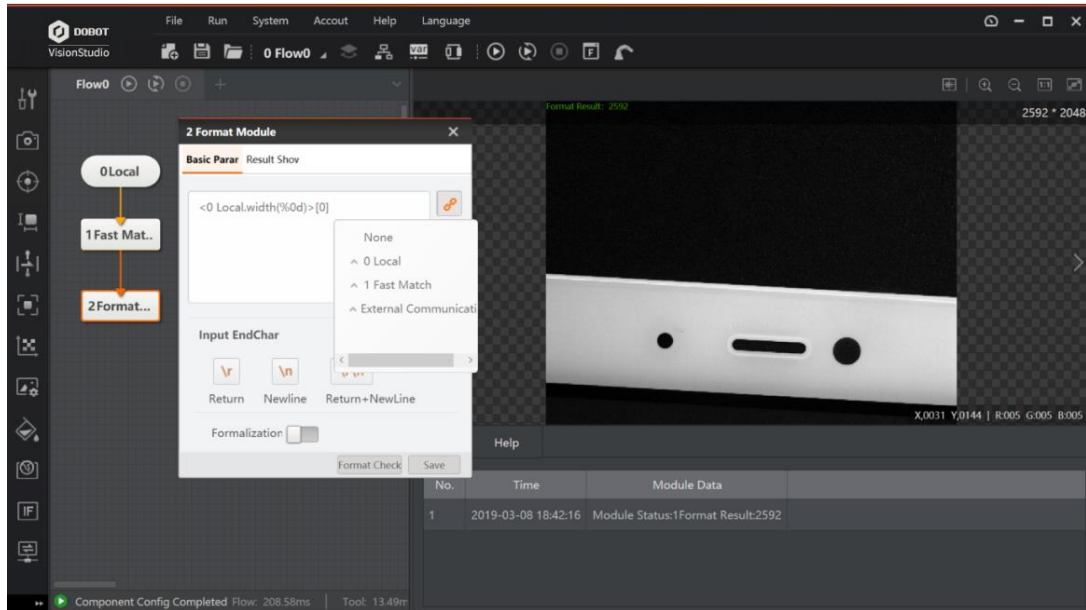 DOBOT
VisionStudio
File Run System Accout Help Language
0 Flow0
var
F
Flow0
1:1
Format Result: 2592
2592 * 2048
0 Local
1 Fast Mat..
2 Format...
2 Format Module
Basic Parar Result Shov
<0 Local.width(%0d)>[0]
None
0 Local
1 Fast Match
External Communicati
Input EndChar
\r \n
Return Newline Return+NewLine
Formalization
Format Check Save
X,0031 Y,0144 | R:005 G:005 B:005
Help
No. Time Module Data
1 2019-03-08 18:42:16 Module Status:1Format Result:2592
IF
Component Config Completed Flow: 208.58ms Tool: 13.49m